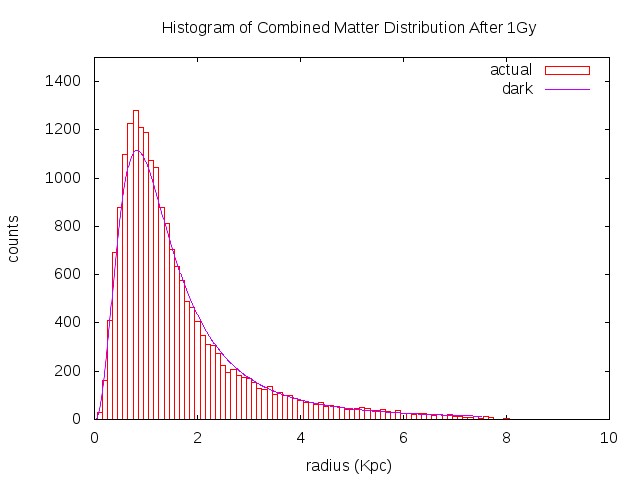 Histogram of Combined Matter Distribution After 1Gy
actual
dark
counts
1400
1200
1000
800
600
400
200
0
0 2 4 6 8 10
radius (Kpc)